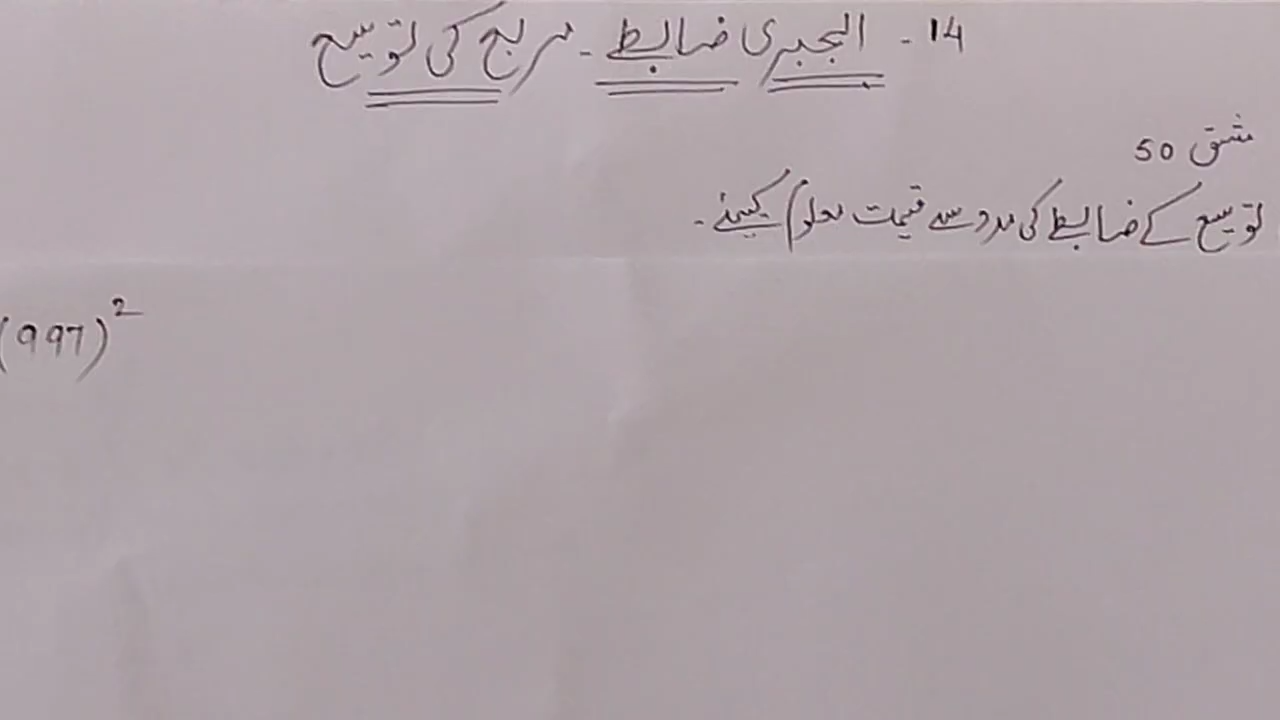 14 - الجبری ضابطے - مربع کی توسیع
مشق 50
توسیع کے ضابطے کی مدد سے قیمت معلوم کیجئے -
(997)²